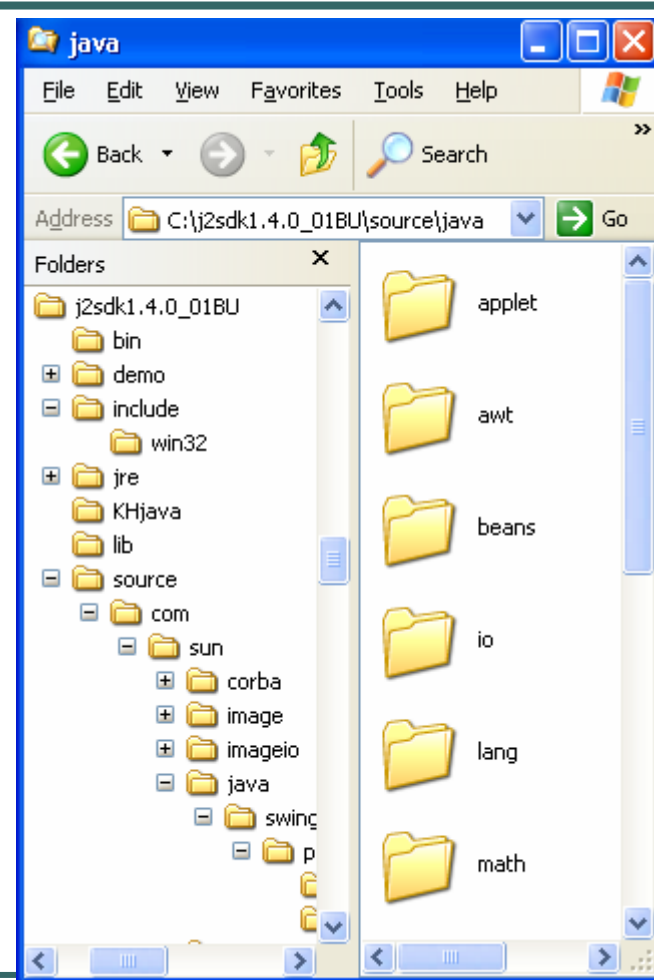 java
File Edit View Favorites Tools Help
Back Search »
Address C:\j2sdk1.4.0_01BU\source\java Go
Folders
j2sdk1.4.0_01BU
bin
demo
include
win32
jre
KHjava
lib
source
com
sun
corba
image
imageio
java
swing
p
applet
awt
beans
io
lang
math